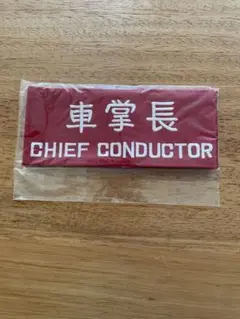 車掌長
CHIEF CONDUCTOR